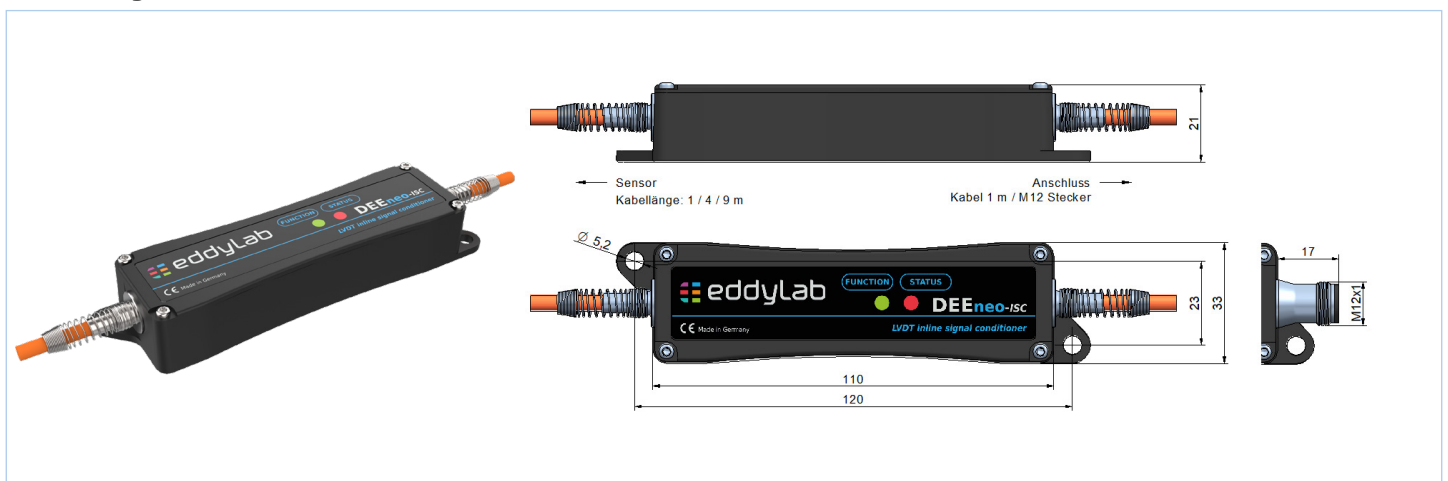 eddyLab
FUNCTION
STATUS
DEEneo-ISC
LVDT inline signal conditioner
CE Made in Germany
21
Sensor
Kabellänge: 1 / 4 / 9 m
Anschluss
Kabel 1 m / M12 Stecker
Ø 5,2
eddyLab
FUNCTION
STATUS
DEEneo-ISC
CE Made in Germany
LVDT inline signal conditioner
23
33
110
120
17
M12x1